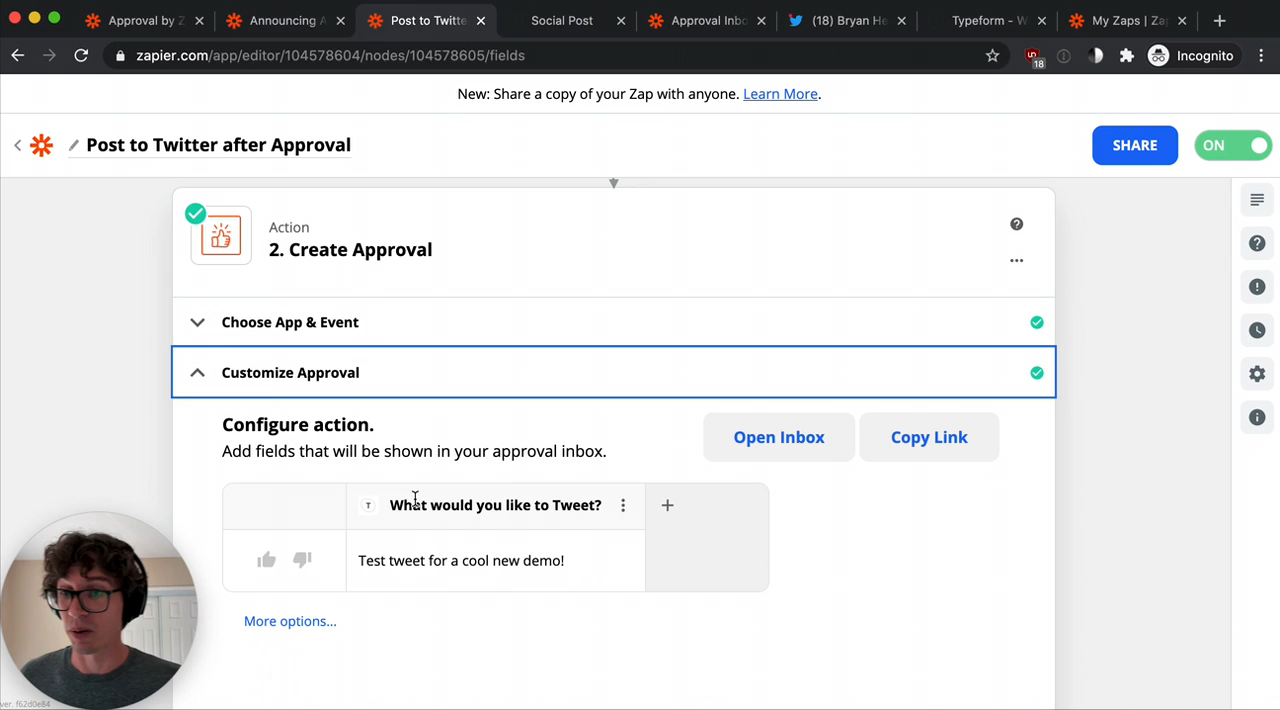 Approval by Z
Announcing A
Post to Twitte
Social Post
Approval Inbo
(18) Bryan He
Typeform - W
My Zaps | Za
zapier.com/app/editor/104578604/nodes/104578605/fields
18
Incognito
New: Share a copy of your Zap with anyone. Learn More.
Post to Twitter after Approval
SHARE
ON
Action
2. Create Approval
Choose App & Event
Customize Approval
Configure action.
Add fields that will be shown in your approval inbox.
Open Inbox
Copy Link
T
What would you like to Tweet?
Test tweet for a cool new demo!
More options...
ver. f62d0e84